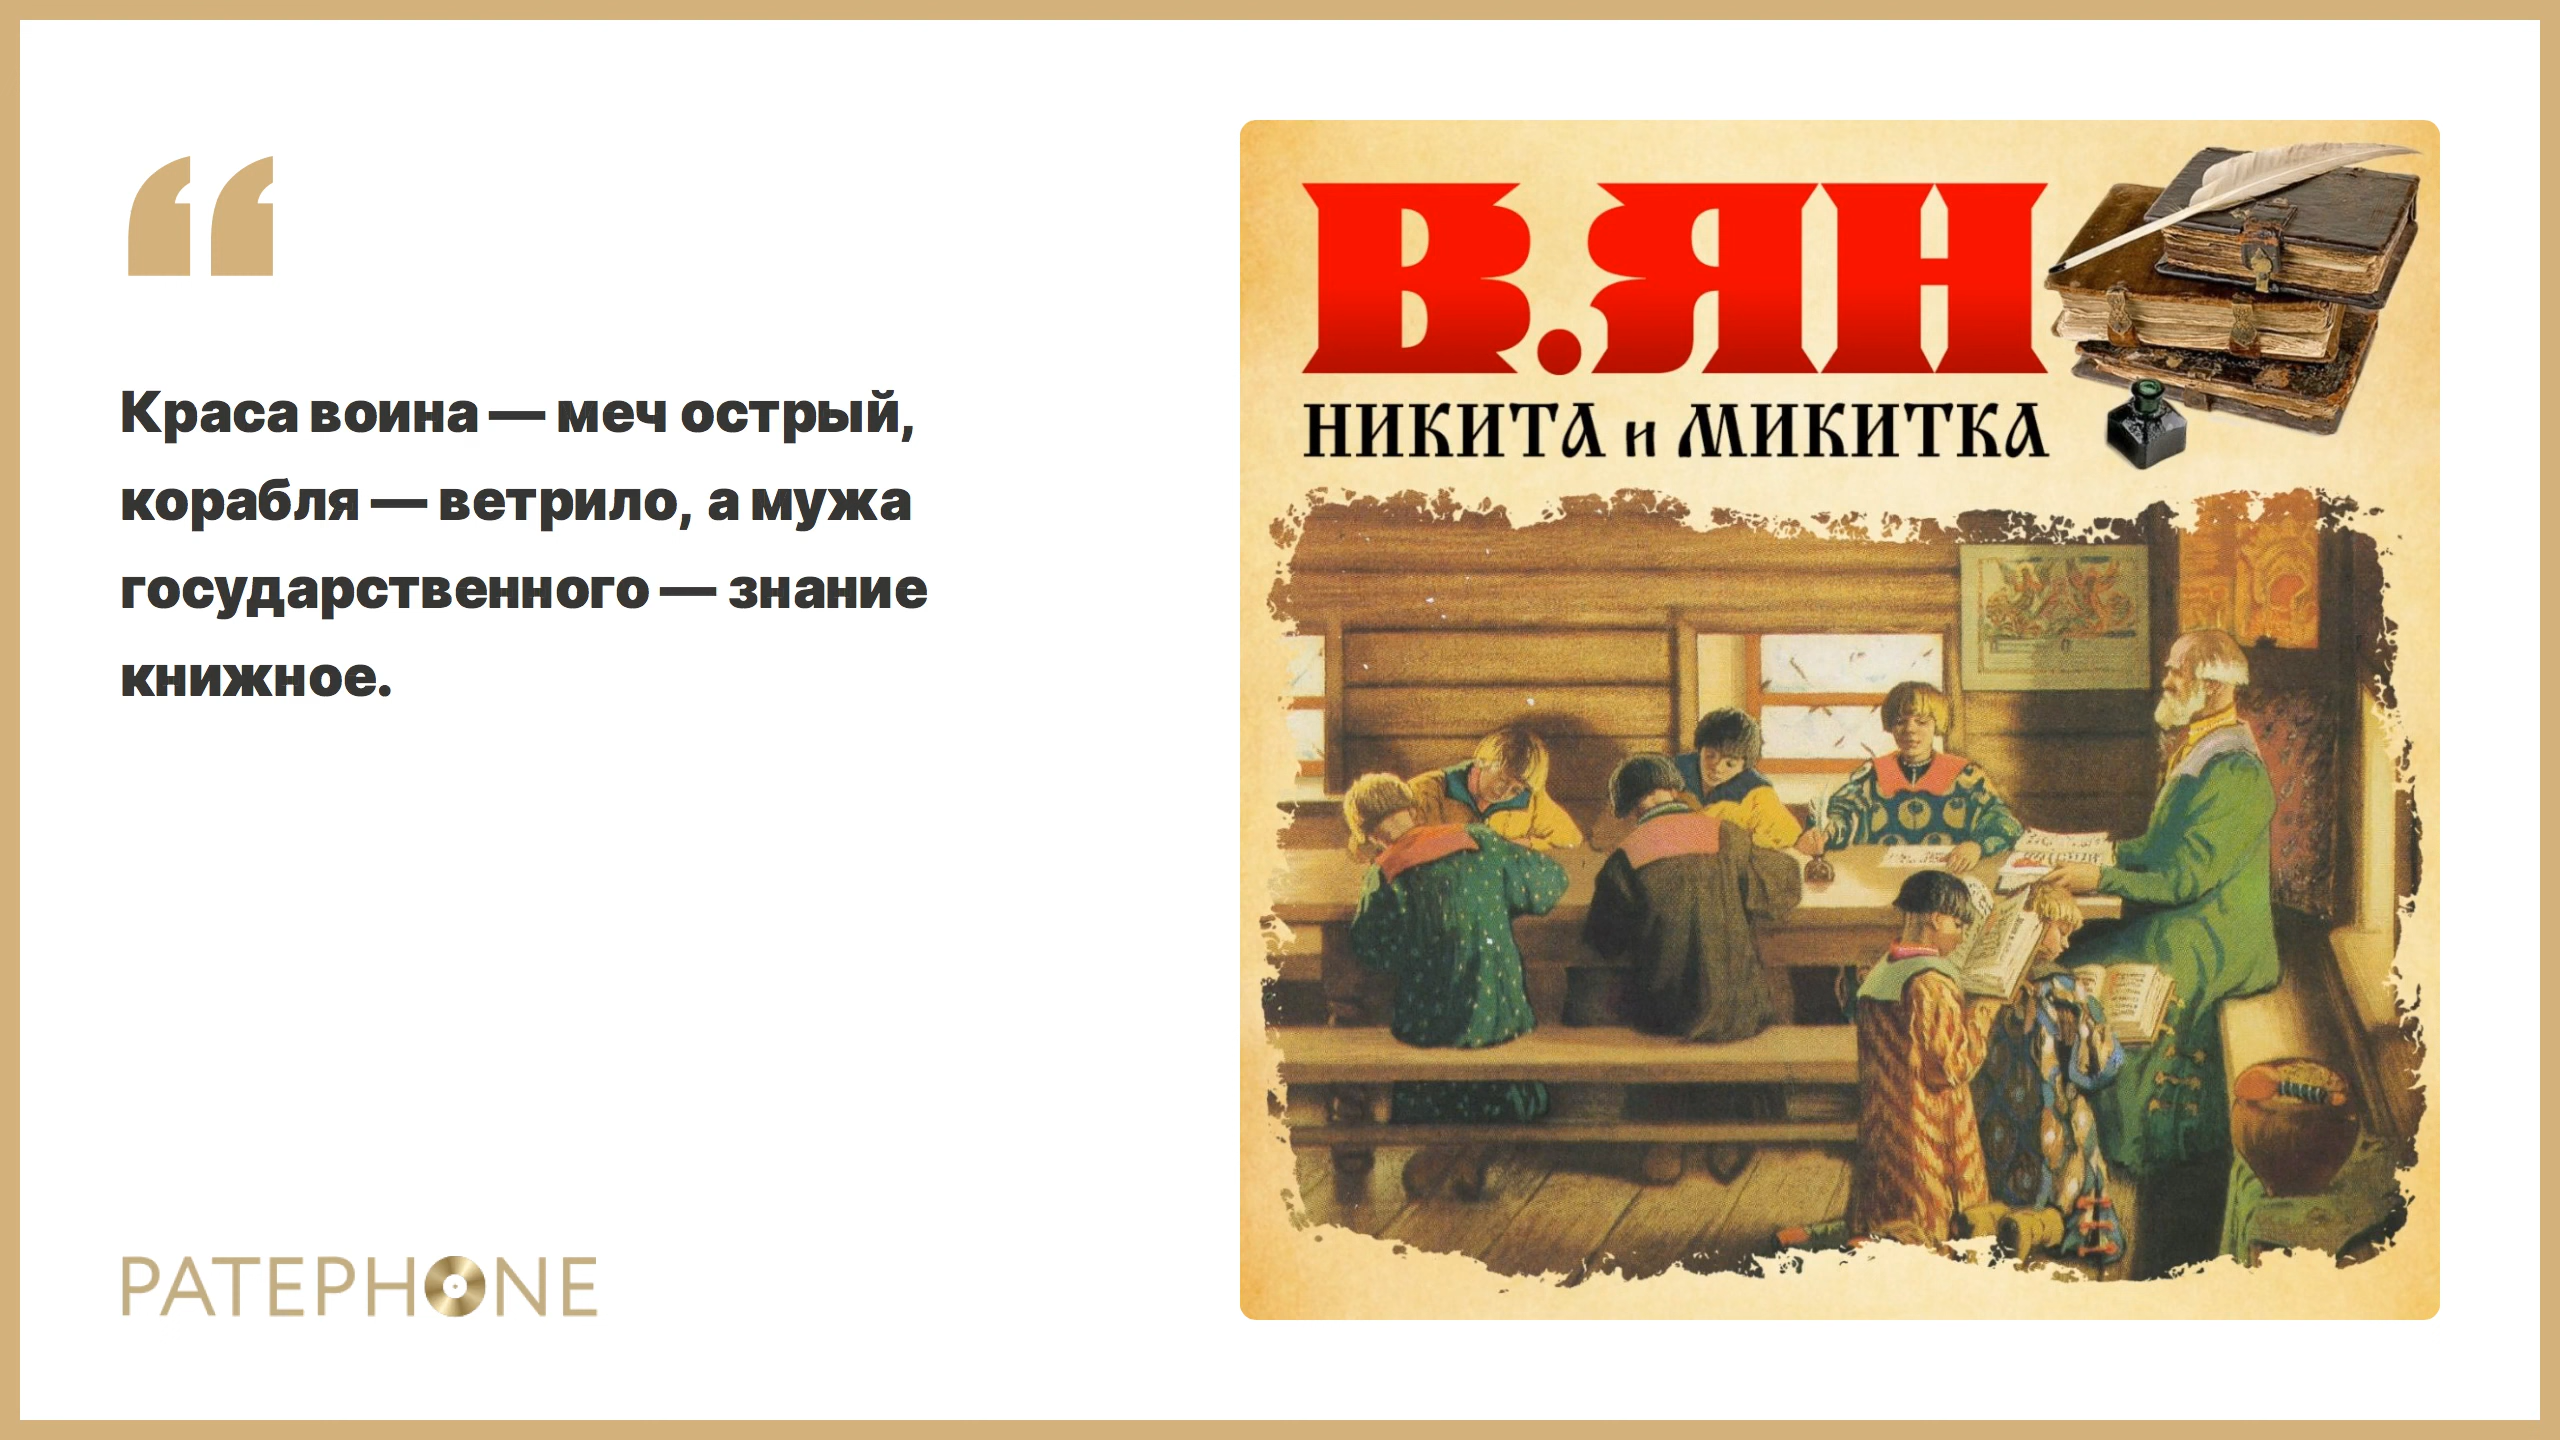 Краса воина — меч острый,
корабля — ветрило, а мужа
государственного — знание
книжное.
PATEPHONE
В.ЯН
НИКИТА и МИКИТКА